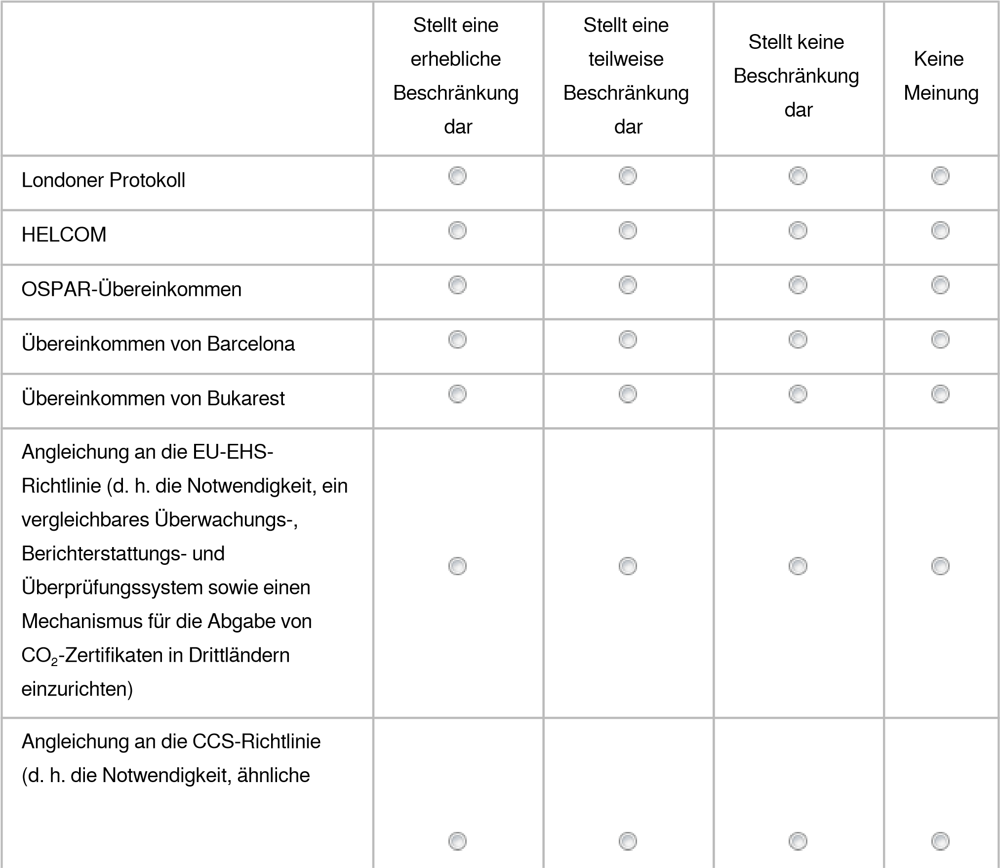 Stellt eine
erhebliche
Beschränkung
dar
Stellt eine
teilweise
Beschränkung
dar
Stellt keine
Beschränkung
dar
Keine
Meinung
Londoner Protokoll
HELCOM
OSPAR-Übereinkommen
Übereinkommen von Barcelona
Übereinkommen von Bukarest
Angleichung an die EU-EHS-
Richtlinie (d. h. die Notwendigkeit, ein
vergleichbares Überwachungs-,
Berichterstattungs- und
Überprüfungssystem sowie einen
Mechanismus für die Abgabe von
CO₂-Zertifikaten in Drittländern
einzurichten)
Angleichung an die CCS-Richtlinie
(d. h. die Notwendigkeit, ähnliche